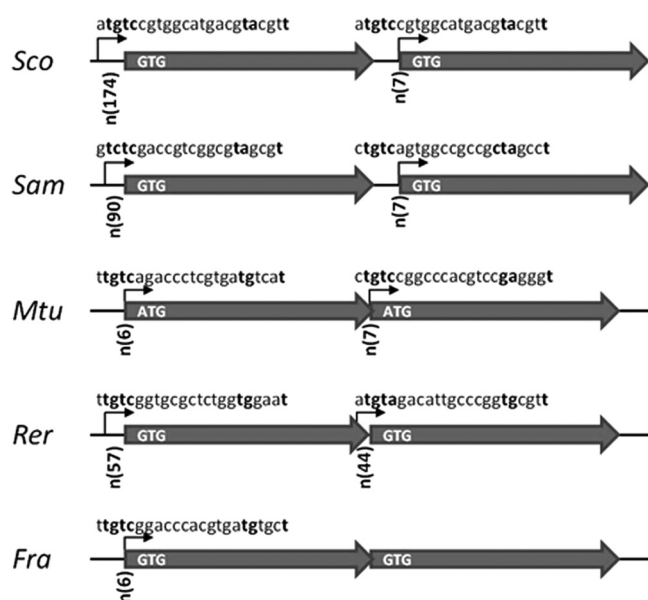 atgtccgtggcatgacgtacgtt atgtccgtggcatgacgtacgtt
Sco GTG GTG
n(174) n(7)
gtctcgaccgtcggcgtagcgt ctgtcagtggccgccgctagcct
Sam GTG GTG
n(90) n(7)
ttgtcagaccctcgtgatgtcat ctgtccggcccacgtccgagggt
Mtu ATG ATG
n(6) n(7)
ttgtcggtgcgctctggtggaat atgtagacattgcccggtgcgtt
Rer GTG GTG
n(57) n(44)
ttgtcggacccacgtgatgtgct
Fra GTG GTG
n(6)